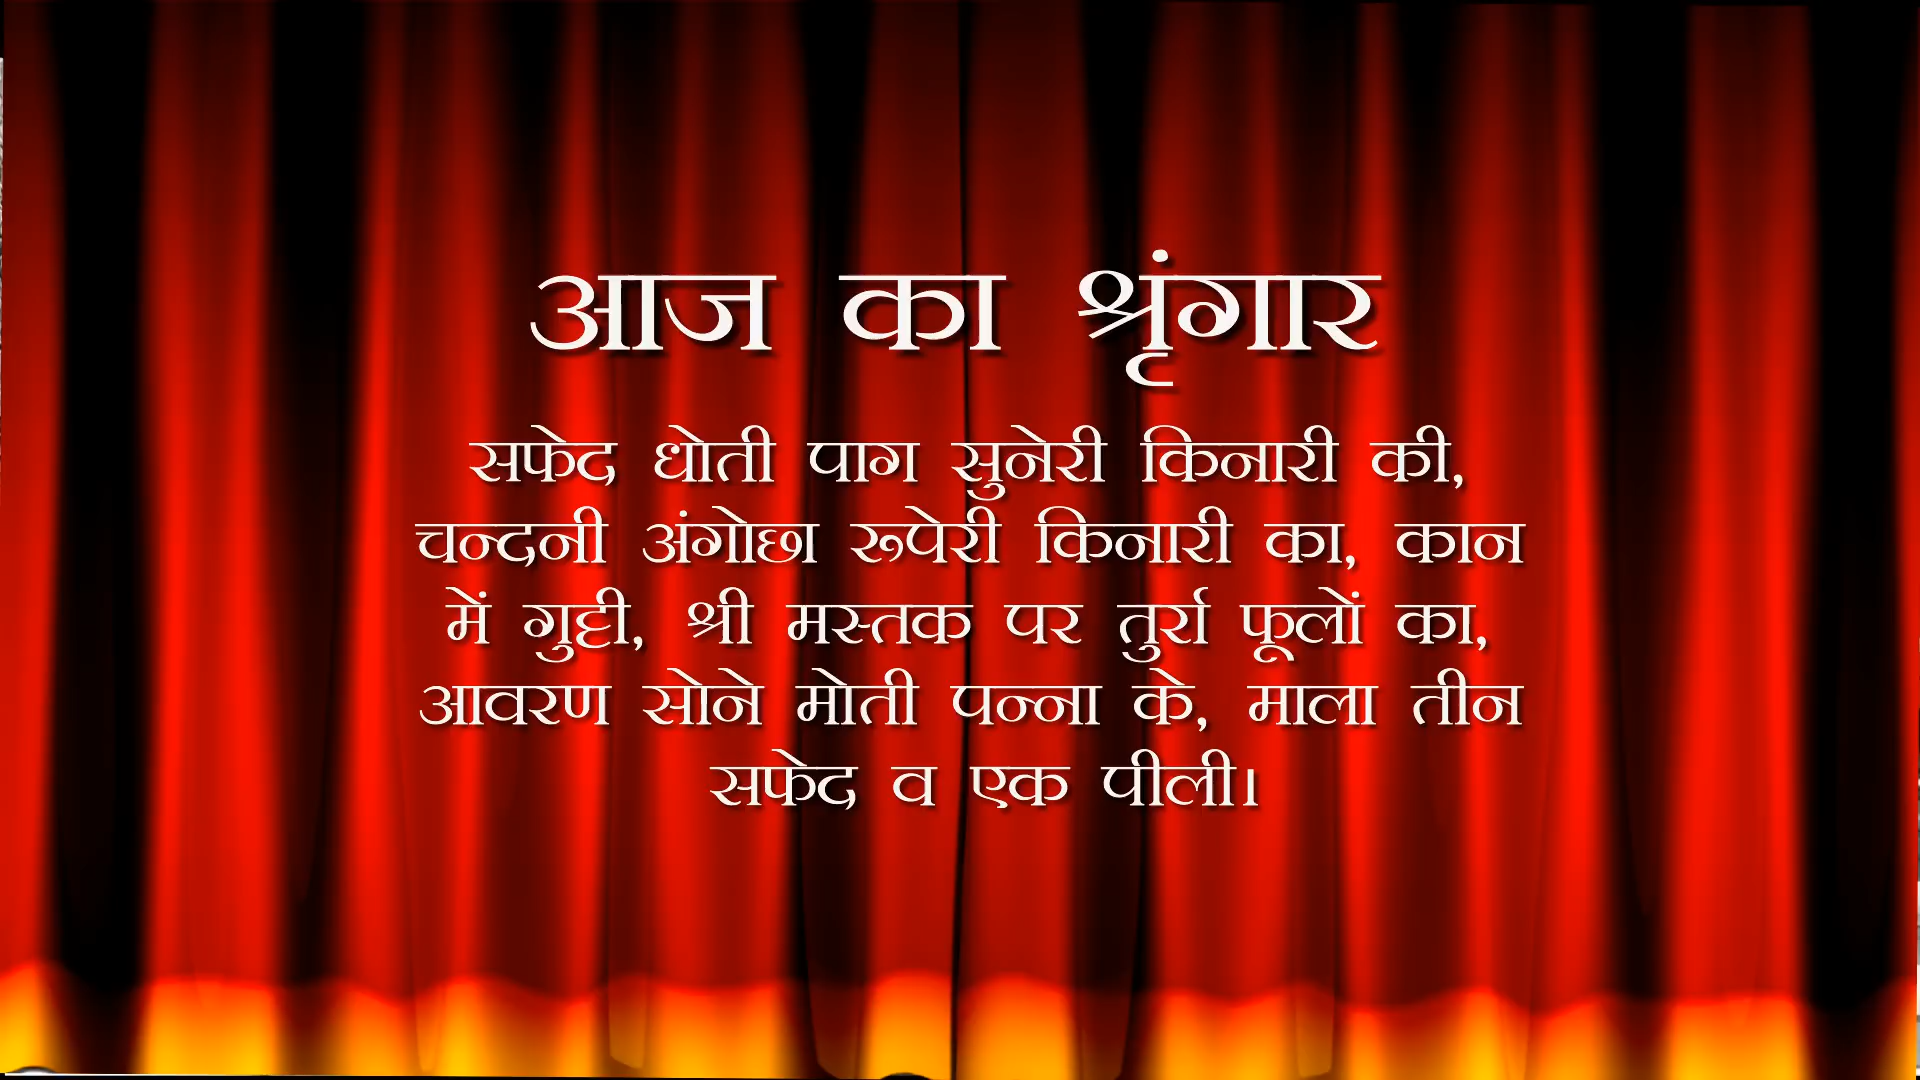 आज का श्रृंगार
सफेद धोती पाग सुनेरी किनारी की,
चन्दनी अंगोछा रूपेरी किनारी का, कान
में गुट्टी, श्री मस्तक पर तुर्रा फूलों का,
आवरण सोने मोती पन्ना के, माला तीन
सफेद व एक पीली।